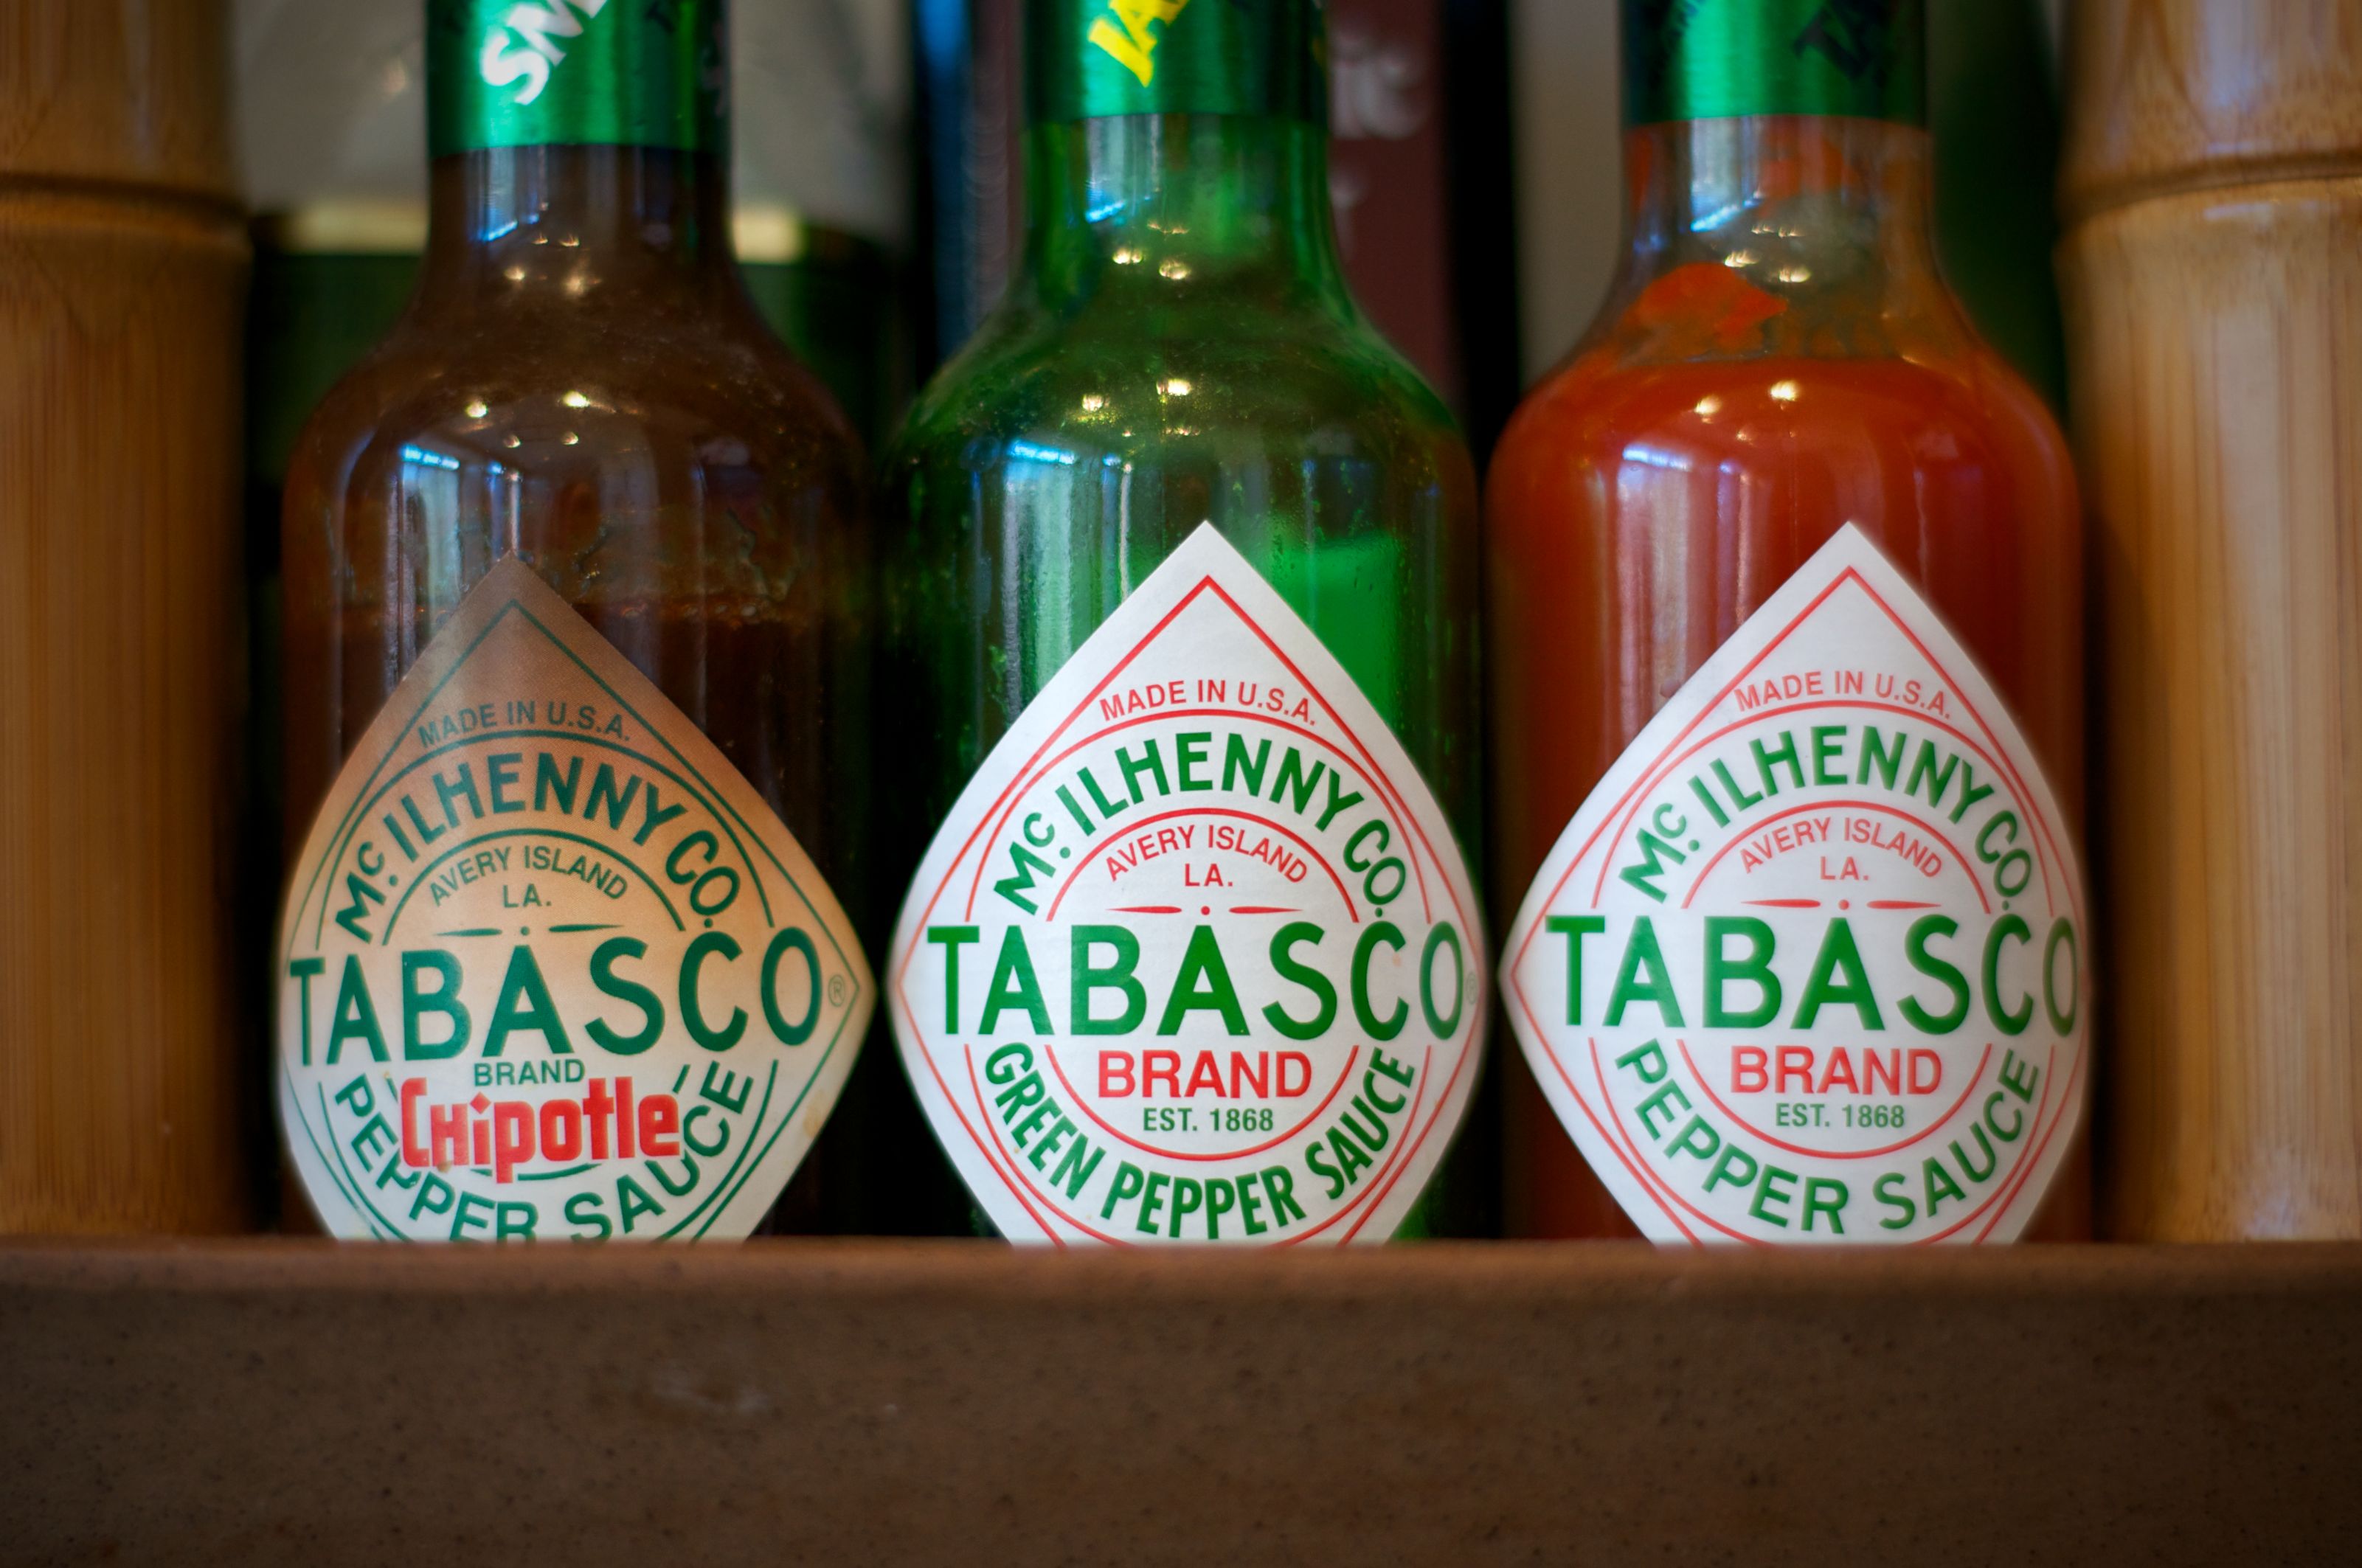 MADE IN U.S.A.
Mc. ILHENNY CO.
AVERY ISLAND
LA.
TABASCO®
BRAND
CHipotle
PEPPER SAUCE
MADE IN U.S.A.
Mc. ILHENNY CO.
AVERY ISLAND
LA.
TABASCO®
BRAND
EST. 1868
GREEN PEPPER SAUCE
MADE IN U.S.A.
Mc. ILHENNY CO.
AVERY ISLAND
LA.
TABASCO
BRAND
EST. 1868
PEPPER SAUCE